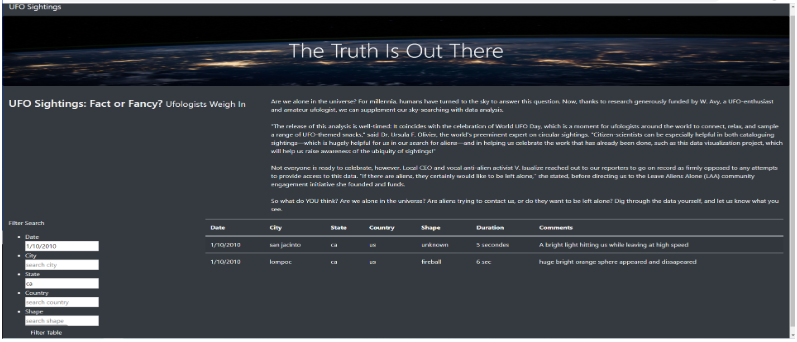 UFO Sightings
The Truth Is Out There
UFO Sightings: Fact or Fancy? Ufologists Weigh In
Are we alone in the universe? For millennia, humans have turned to the sky to answer this question. Now, thanks to research generously funded by W. Avy, a UFO-enthusiast
and amateur ufologist, we can supplement our sky-searching with data analysis.
"The release of this analysis is well-timed: It coincides with the celebration of World UFO Day, which is a moment for ufologists around the world to connect, relax, and sample
a range of UFO-themed snacks," said Dr. Ursula F. Olivier, the world's preeminent expert on circular sightings. "Citizen-scientists can be especially helpful in both cataloguing
sightings—which is hugely helpful for us in our search for aliens—and in helping us celebrate the work that has already been done, such as this data visualization project, which
will help us raise awareness of the ubiquity of sightings!"
Not everyone is ready to celebrate, however. Local CEO and vocal anti-alien activist V. Isualize reached out to our reporters to go on record as firmly opposed to any attempts
to provide access to this data. "If there are aliens, they certainly would like to be left alone," she stated, before directing us to the Leave Aliens Alone (LAA) community
engagement initiative she founded and funds.
So what do YOU think? Are we alone in the universe? Are aliens trying to contact us, or do they want to be left alone? Dig through the data yourself, and let us know what you
see.
Filter Search
Date
1/10/2010
City
search city
State
ca
Country
search country
Shape
search shape
Filter Table
Date City State Country Shape Duration Comments
1/10/2010 san jacinto ca us unknown 5 secondes A bright light hitting us while leaving at high speed
1/10/2010 lompoc ca us fireball 6 sec huge bright orange sphere appeared and dissapeared